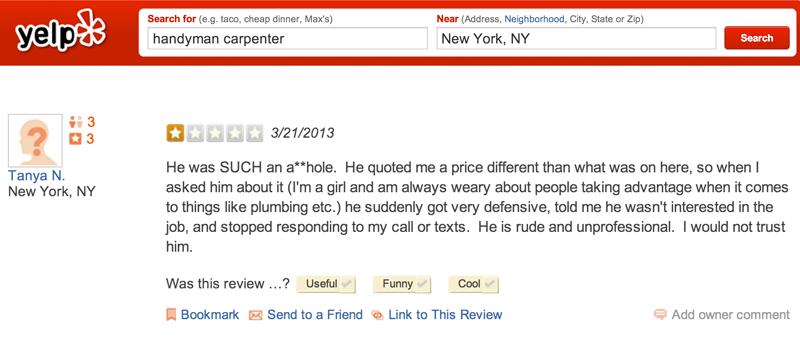 yelp
Search for (e.g. taco, cheap dinner, Max's)
Near (Address, Neighborhood, City, State or Zip)
handyman carpenter
New York, NY
Search
3
3
Tanya N.
New York, NY
3/21/2013
He was SUCH an a**hole.  He quoted me a price different than what was on here, so when I
asked him about it (I'm a girl and am always weary about people taking advantage when it comes
to things like plumbing etc.) he suddenly got very defensive, told me he wasn't interested in the
job, and stopped responding to my call or texts.  He is rude and unprofessional.  I would not trust
him.
Was this review …?
Useful
Funny
Cool
Bookmark
Send to a Friend
Link to This Review
Add owner comment